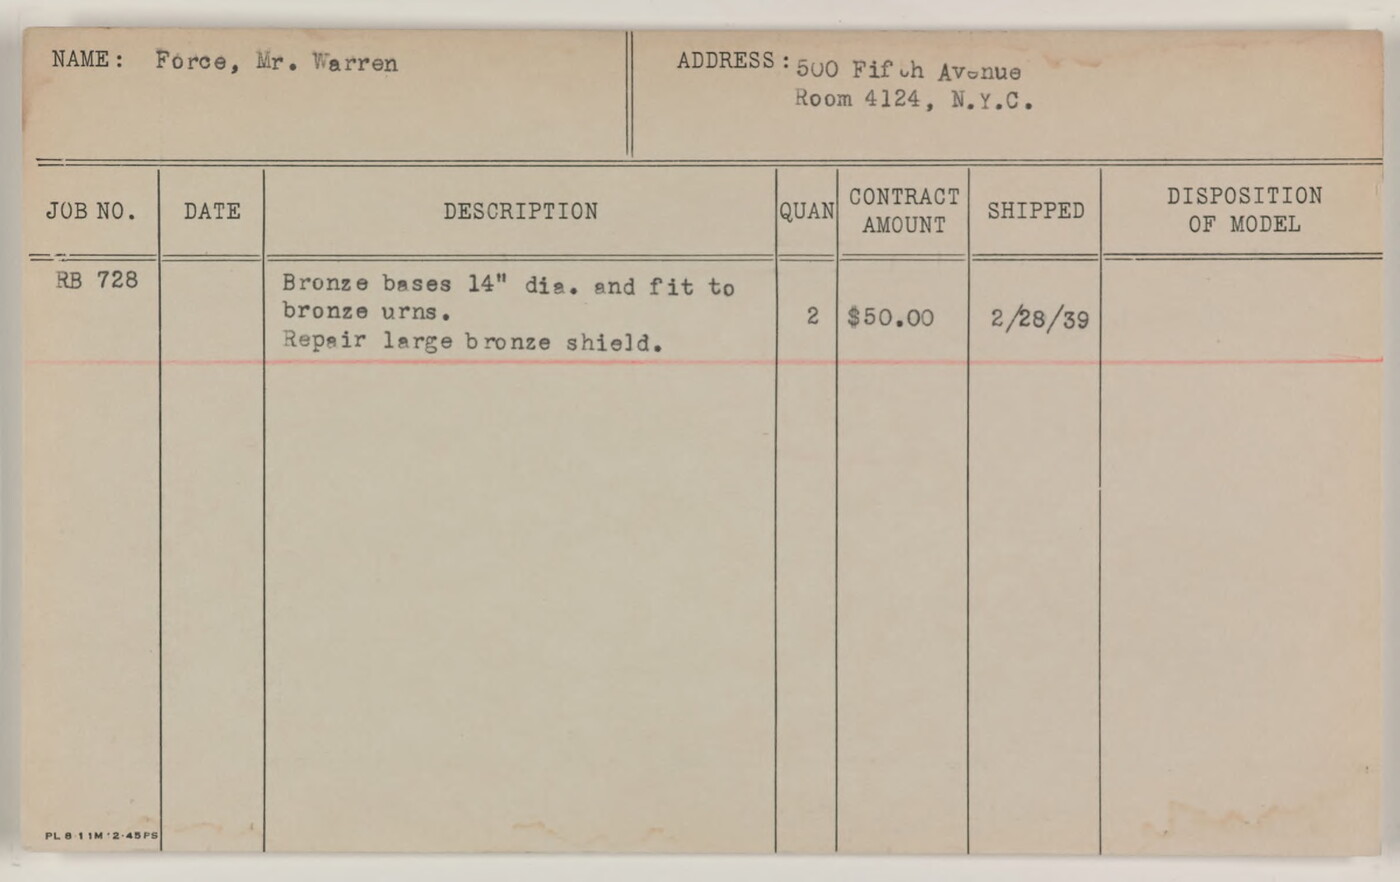 NAME: Force, Mr. Warren
ADDRESS: 500 Fifth Avenue
Room 4124, N.Y.C.
JOB NO. DATE DESCRIPTION QUAN CONTRACT AMOUNT SHIPPED DISPOSITION OF MODEL
RB 728 Bronze bases 14" dia. and fit to
bronze urns. 2 $50.00 2/28/39
Repair large bronze shield.